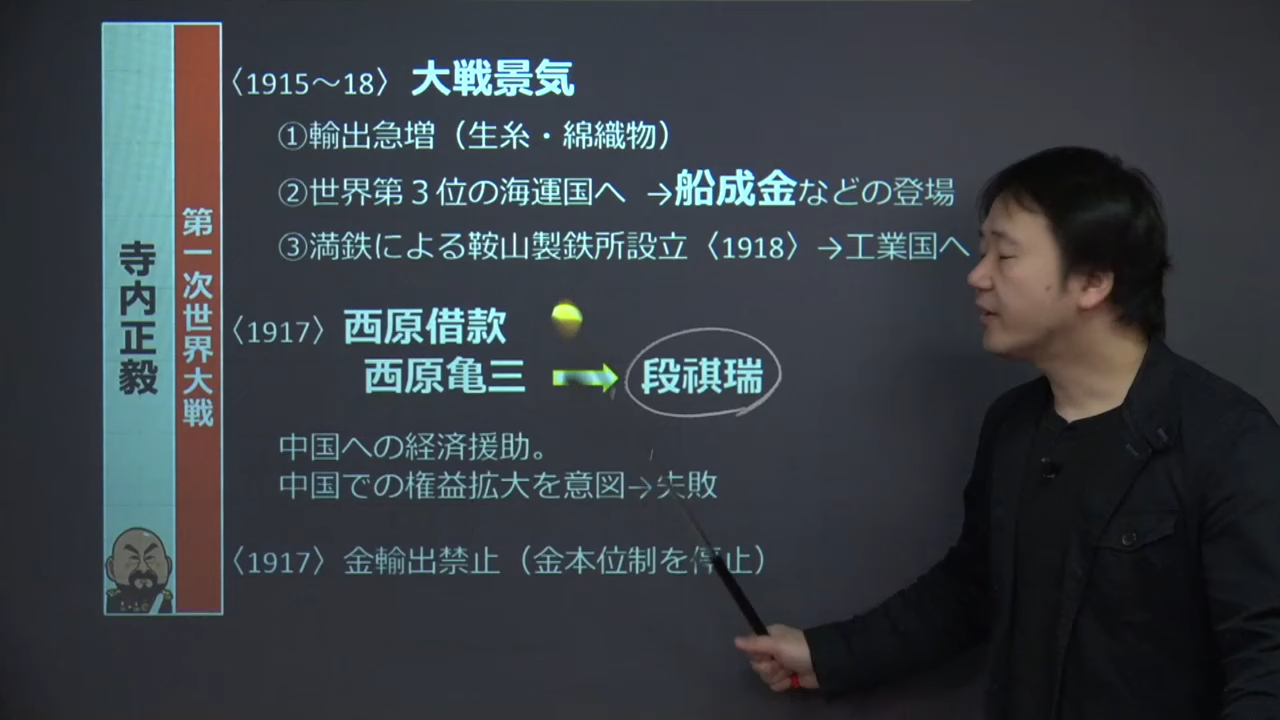 〈1915～18〉 大戦景気
①輸出急増（生糸・綿織物）
②世界第３位の海運国へ →船成金などの登場
③満鉄による鞍山製鉄所設立〈1918〉→工業国へ
〈1917〉 西原借款
西原亀三 → 段祺瑞
中国への経済援助。
中国での権益拡大を意図→失敗
〈1917〉 金輸出禁止（金本位制を停止）
第一次世界大戦
寺内正毅